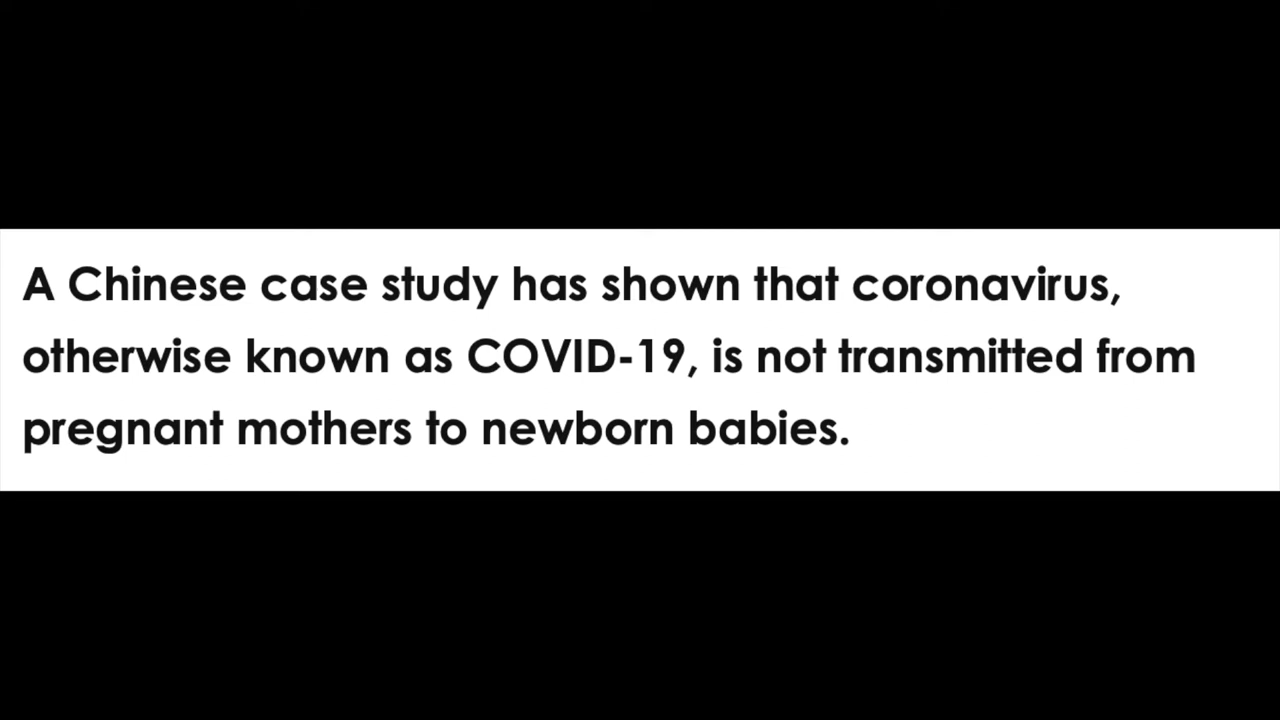 A Chinese case study has shown that coronavirus,
otherwise known as COVID-19, is not transmitted from
pregnant mothers to newborn babies.